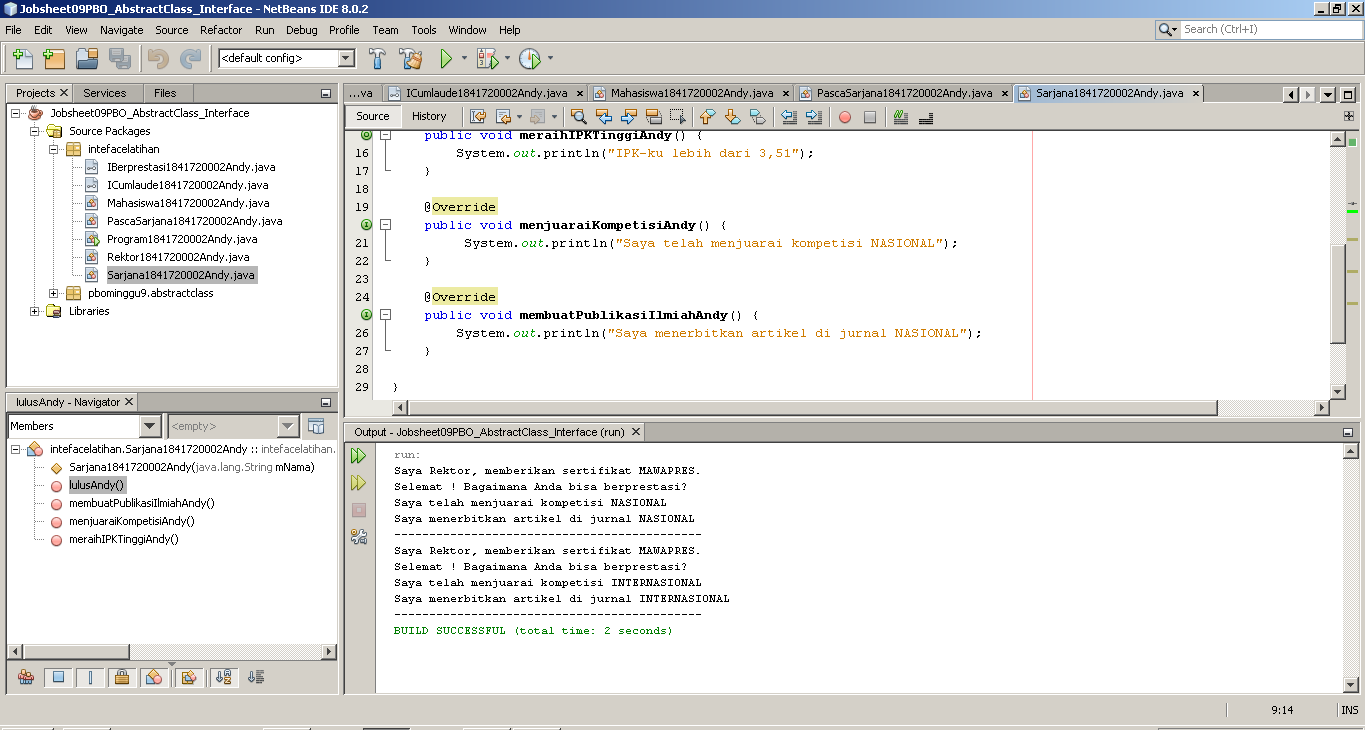 Jobsheet09PBO_AbstractClass_Interface - NetBeans IDE 8.0.2
File Edit View Navigate Source Refactor Run Debug Profile Team Tools Window Help
Search (Ctrl+I)
<default config>
Projects Services Files
Jobsheet09PBO_AbstractClass_Interface
Source Packages
intefacelatihan
IBerprestasi1841720002Andy.java
ICumlaude1841720002Andy.java
Mahasiswa1841720002Andy.java
PascaSarjana1841720002Andy.java
Program1841720002Andy.java
Rektor1841720002Andy.java
Sarjana1841720002Andy.java
pbominggu9.abstractclass
Libraries
lulusAndy - Navigator
Members
<empty>
intefacelatihan.Sarjana1841720002Andy :: intefacelatihan.
Sarjana1841720002Andy(java.lang.String mNama)
lulusAndy()
membuatPublikasiIlmiahAndy()
menjuaraiKompetisiAndy()
meraihIPKTinggiAndy()
...va ICumlaude1841720002Andy.java Mahasiswa1841720002Andy.java PascaSarjana1841720002Andy.java Sarjana1841720002Andy.java
Source History
public void meraihIPKTinggiAndy() {
16 System.out.println("IPK-ku lebih dari 3,51");
17 }
18
19 @Override
public void menjuaraiKompetisiAndy() {
21 System.out.println("Saya telah menjuarai kompetisi NASIONAL");
22 }
23
24 @Override
public void membuatPublikasiIlmiahAndy() {
26 System.out.println("Saya menerbitkan artikel di jurnal NASIONAL");
27 }
28
29 }
Output - Jobsheet09PBO_AbstractClass_Interface (run)
run:
Saya Rektor, memberikan sertifikat MAWAPRES.
Selemat ! Bagaimana Anda bisa berprestasi?
Saya telah menjuarai kompetisi NASIONAL
Saya menerbitkan artikel di jurnal NASIONAL
--------------------------------------------
Saya Rektor, memberikan sertifikat MAWAPRES.
Selemat ! Bagaimana Anda bisa berprestasi?
Saya telah menjuarai kompetisi INTERNASIONAL
Saya menerbitkan artikel di jurnal INTERNASIONAL
--------------------------------------------
BUILD SUCCESSFUL (total time: 2 seconds)
9:14 INS